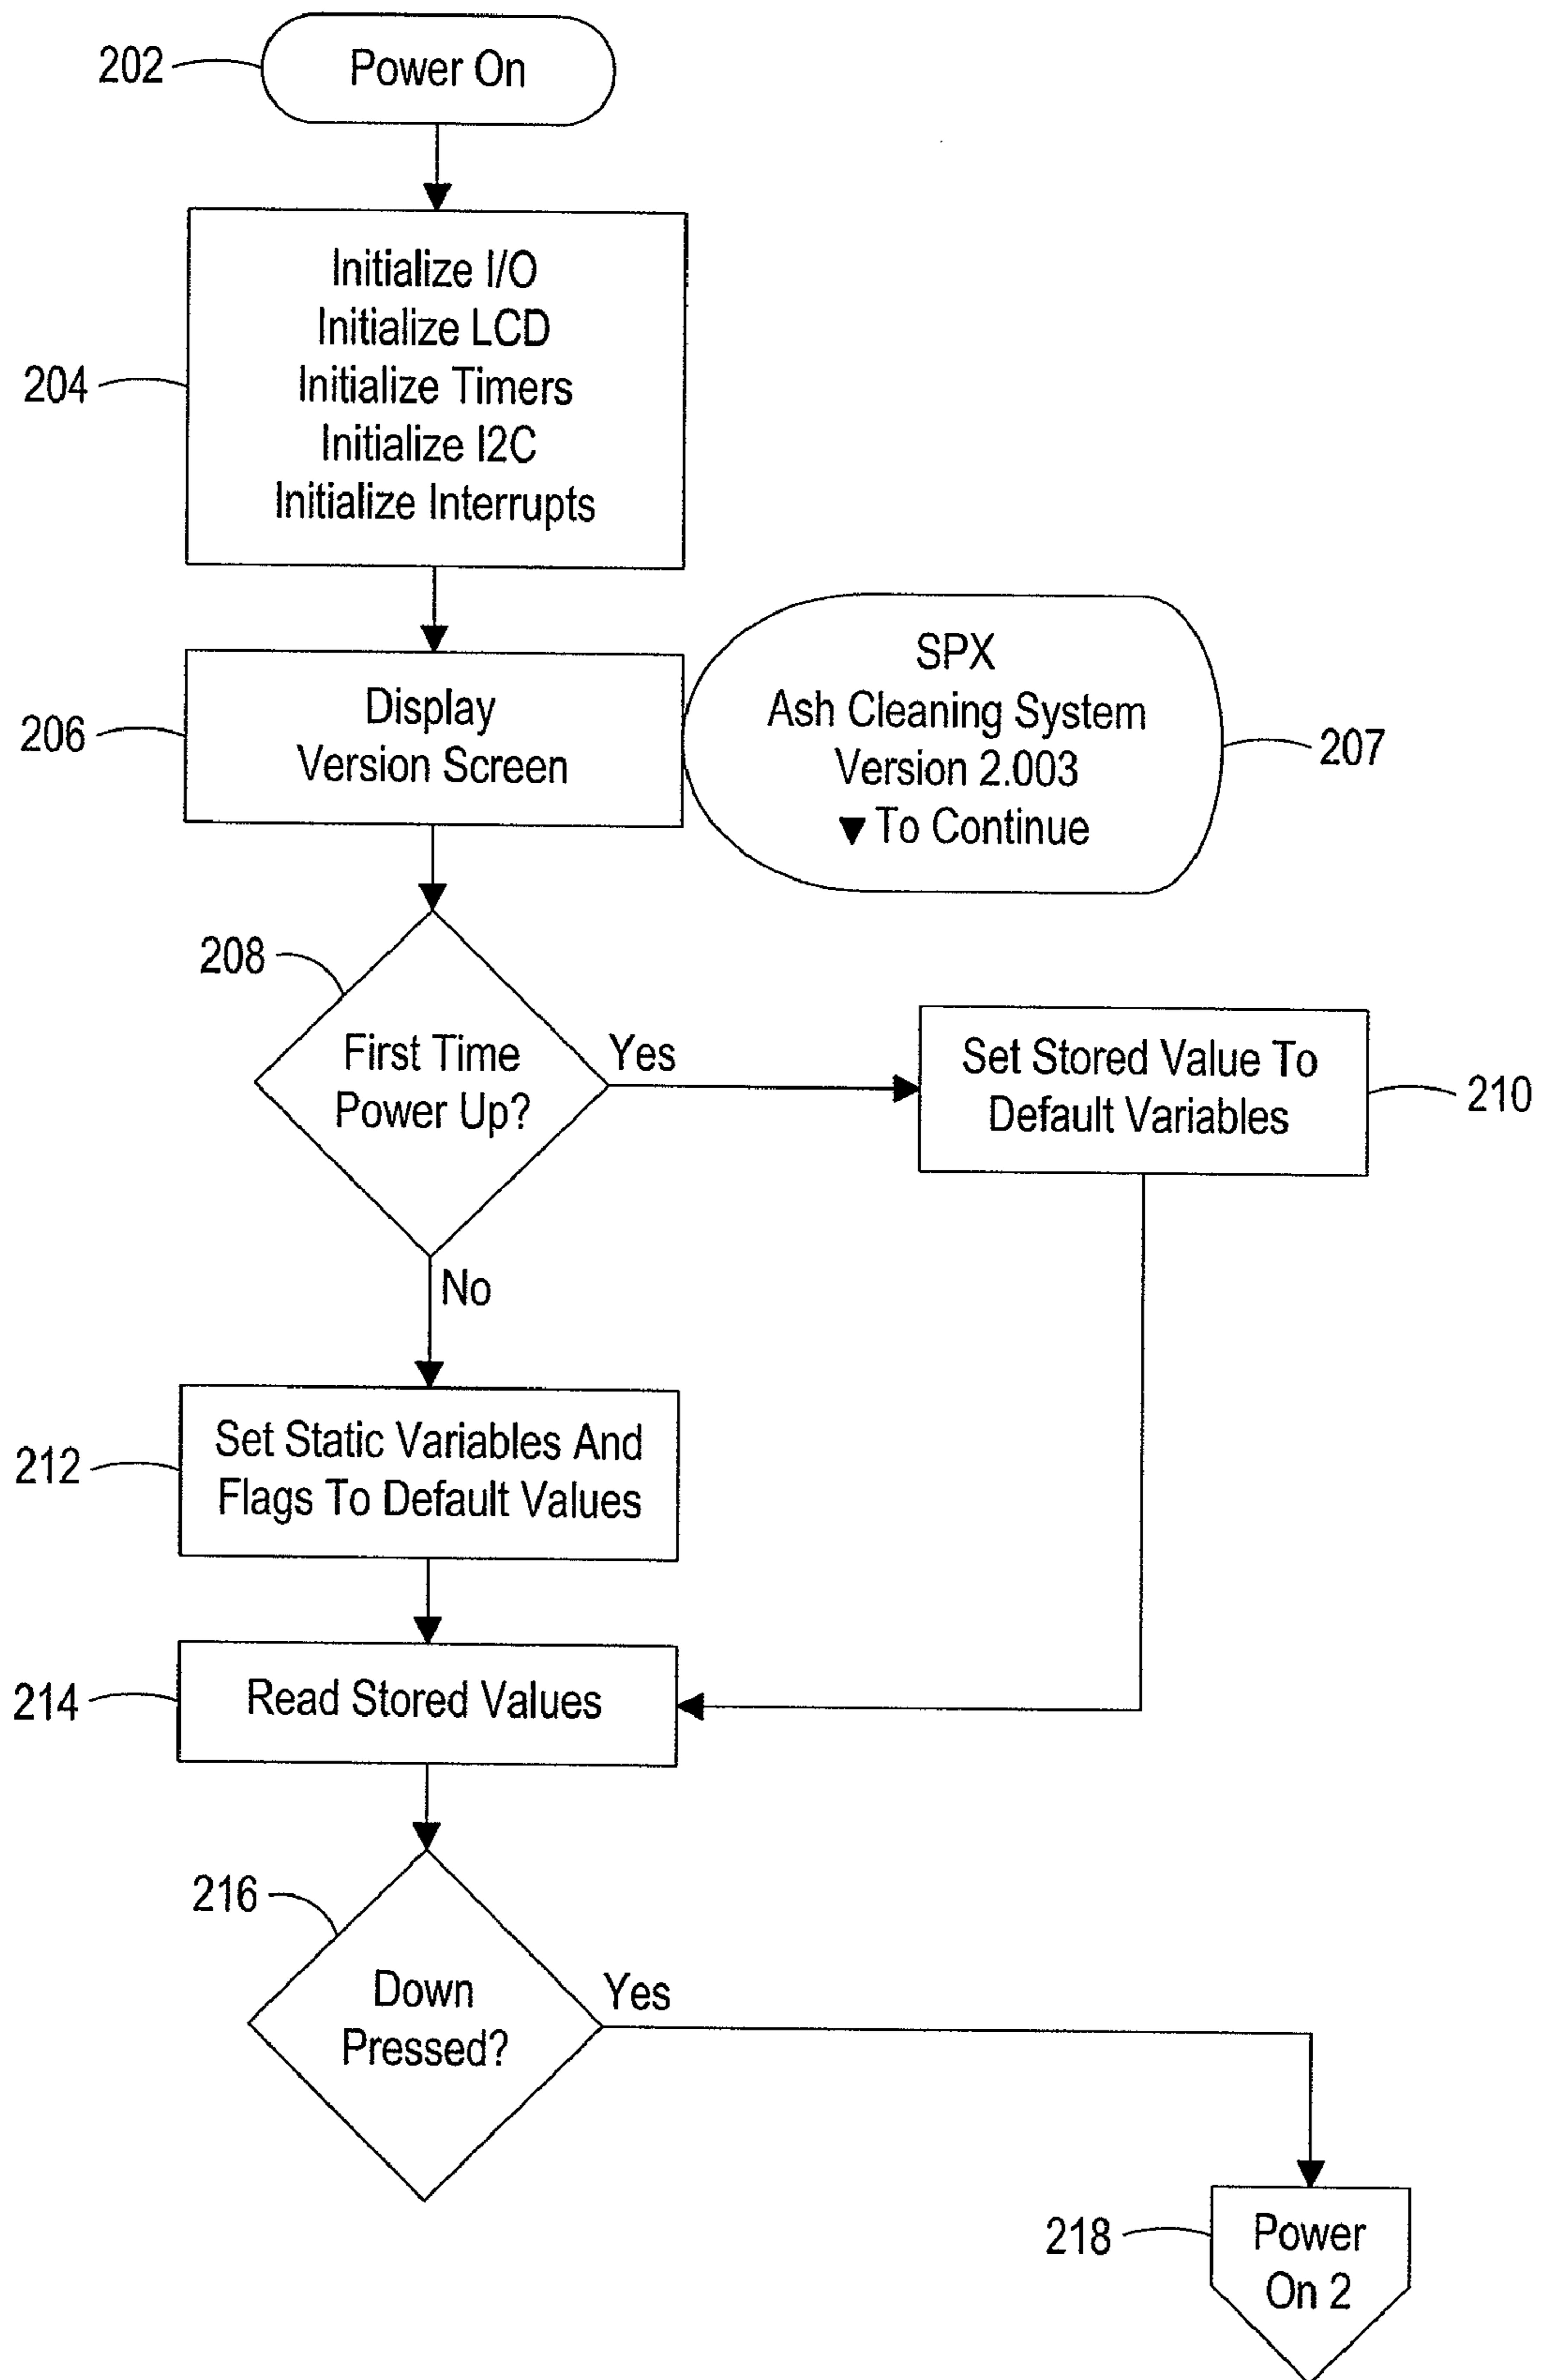 202
Power On
204
Initialize I/O
Initialize LCD
Initialize Timers
Initialize I2C
Initialize Interrupts
206
Display
Version Screen
SPX
Ash Cleaning System
Version 2.003
▼ To Continue
207
208
First Time
Power Up?
Yes
Set Stored Value To
Default Variables
210
No
212
Set Static Variables And
Flags To Default Values
214
Read Stored Values
216
Down
Pressed?
Yes
218
Power
On 2